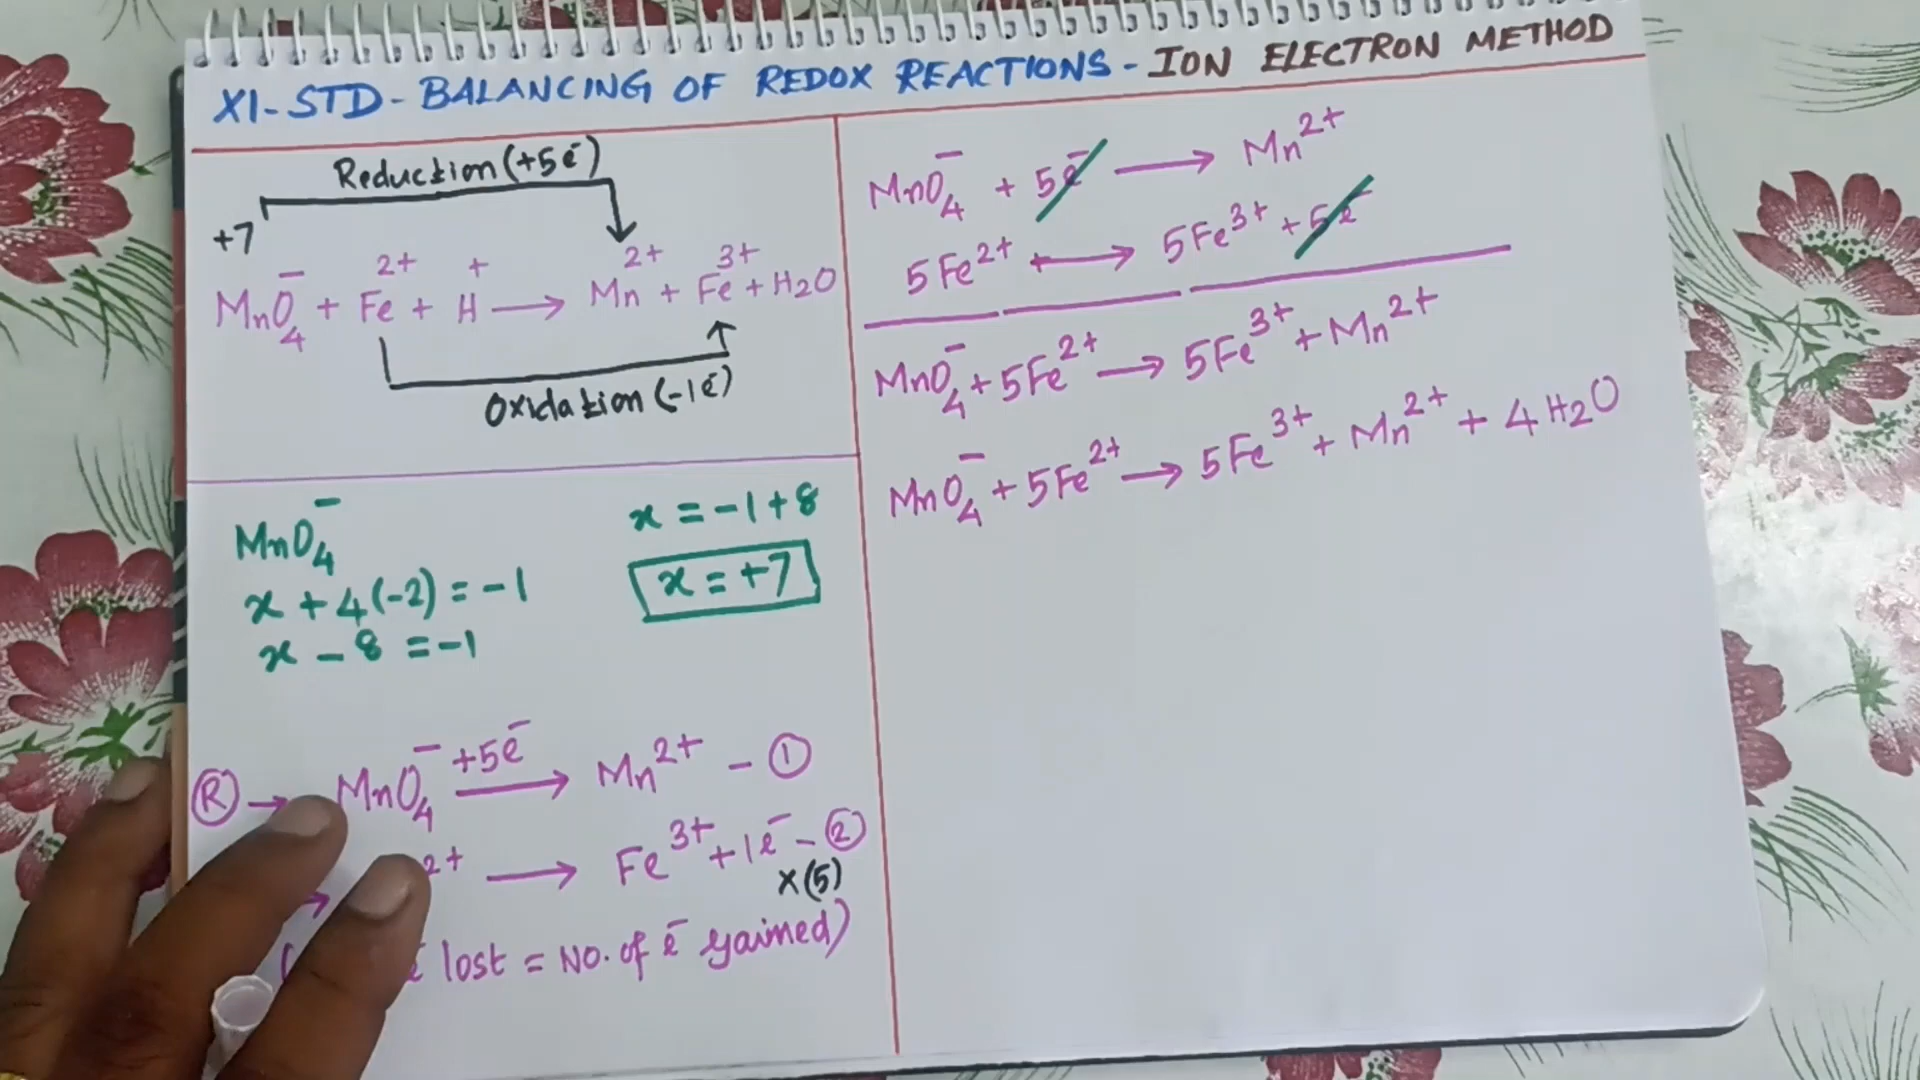 XI-STD-BALANCING OF REDOX REACTIONS-ION ELECTRON METHOD
Reduction(+5e⁻)
+7
MnO₄⁻ + Fe²⁺ + H⁺ ⟶ Mn²⁺ + Fe³⁺ + H₂O
Oxidation(-1e⁻)
MnO₄⁻
x + 4(-2) = -1
x - 8 = -1
x = -1+8
x = +7
Ⓡ → MnO₄⁻ +5e⁻ ⟶ Mn²⁺ - ①
2+ ⟶ Fe³⁺ + 1e⁻ - ②
x(5)
lost = NO. of e⁻ gained)
MnO₄⁻ + 5e⁻ ⟶ Mn²⁺
5Fe²⁺ ⟶ 5Fe³⁺ + 5e⁻
MnO₄⁻ + 5Fe²⁺ ⟶ 5Fe³⁺ + Mn²⁺
MnO₄⁻ + 5Fe²⁺ ⟶ 5Fe³⁺ + Mn²⁺ + 4H₂O